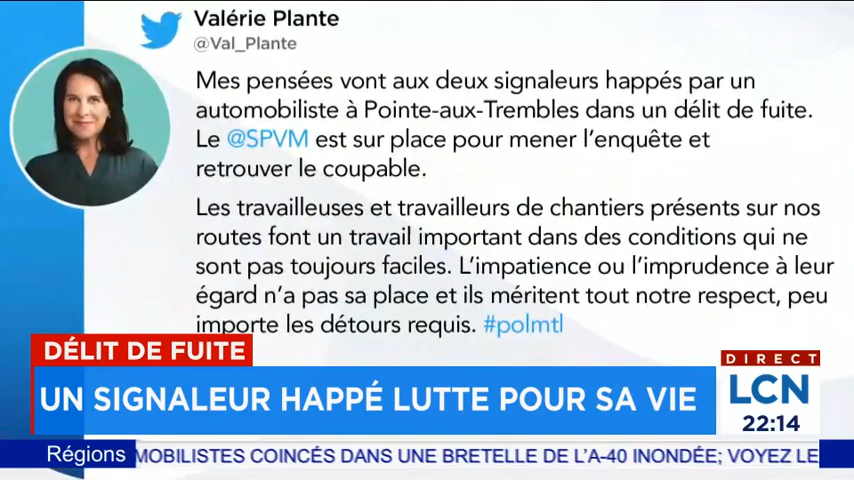 Valérie Plante
@Val_Plante
Mes pensées vont aux deux signaleurs happés par un
automobiliste à Pointe-aux-Trembles dans un délit de fuite.
Le @SPVM est sur place pour mener l’enquête et
retrouver le coupable.
Les travailleuses et travailleurs de chantiers présents sur nos
routes font un travail important dans des conditions qui ne
sont pas toujours faciles. L’impatience ou l’imprudence à leur
égard n’a pas sa place et ils méritent tout notre respect, peu
importe les détours requis. #polmtl
DÉLIT DE FUITE
UN SIGNALEUR HAPPÉ LUTTE POUR SA VIE
DIRECT
LCN
22:14
Régions MOBILISTES COINCÉS DANS UNE BRETELLE DE L’A-40 INONDÉE; VOYEZ LE